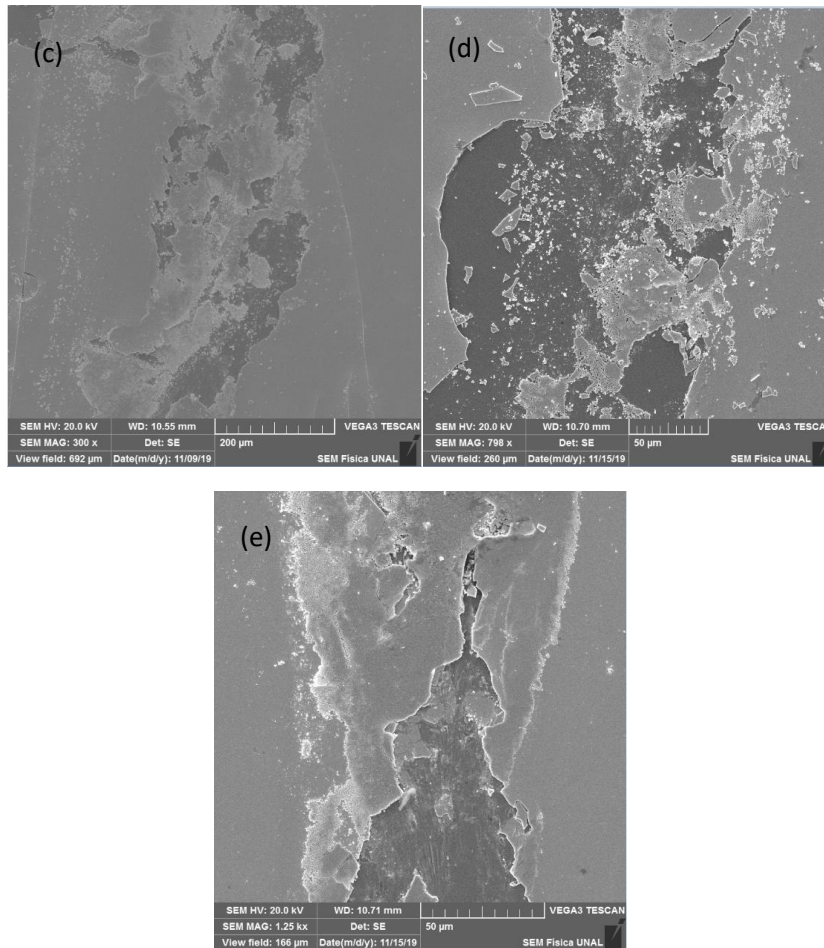 (c)
SEM HV: 20.0 kV WD: 10.55 mm VEGA3 TESCAN
SEM MAG: 300 x Det: SE 200 µm
View field: 692 µm Date(m/d/y): 11/09/19 SEM Fisica UNAL
(d)
SEM HV: 20.0 kV WD: 10.70 mm VEGA3 TESCAN
SEM MAG: 798 x Det: SE 50 µm
View field: 260 µm Date(m/d/y): 11/15/19 SEM Fisica UNAL
(e)
SEM HV: 20.0 kV WD: 10.71 mm VEGA3 TESCAN
SEM MAG: 1.25 kx Det: SE 50 µm
View field: 166 µm Date(m/d/y): 11/15/19 SEM Fisica UNAL